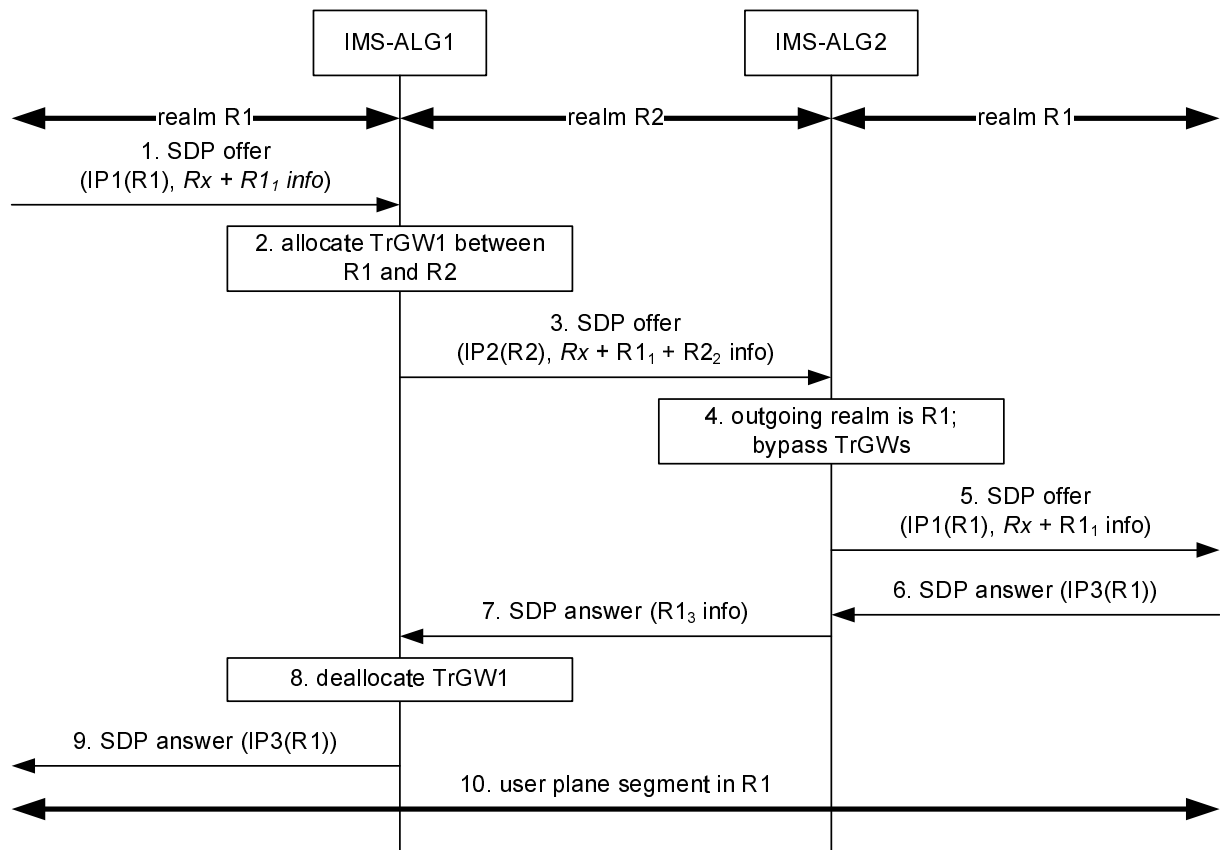 IMS-ALG1
IMS-ALG2
realm R1
realm R2
realm R1
1. SDP offer
(IP1(R1), Rx + R1₁ info)
2. allocate TrGW1 between
R1 and R2
3. SDP offer
(IP2(R2), Rx + R1₁ + R2₂ info)
4. outgoing realm is R1;
bypass TrGWs
5. SDP offer
(IP1(R1), Rx + R1₁ info)
6. SDP answer (IP3(R1))
7. SDP answer (R1₃ info)
8. deallocate TrGW1
9. SDP answer (IP3(R1))
10. user plane segment in R1